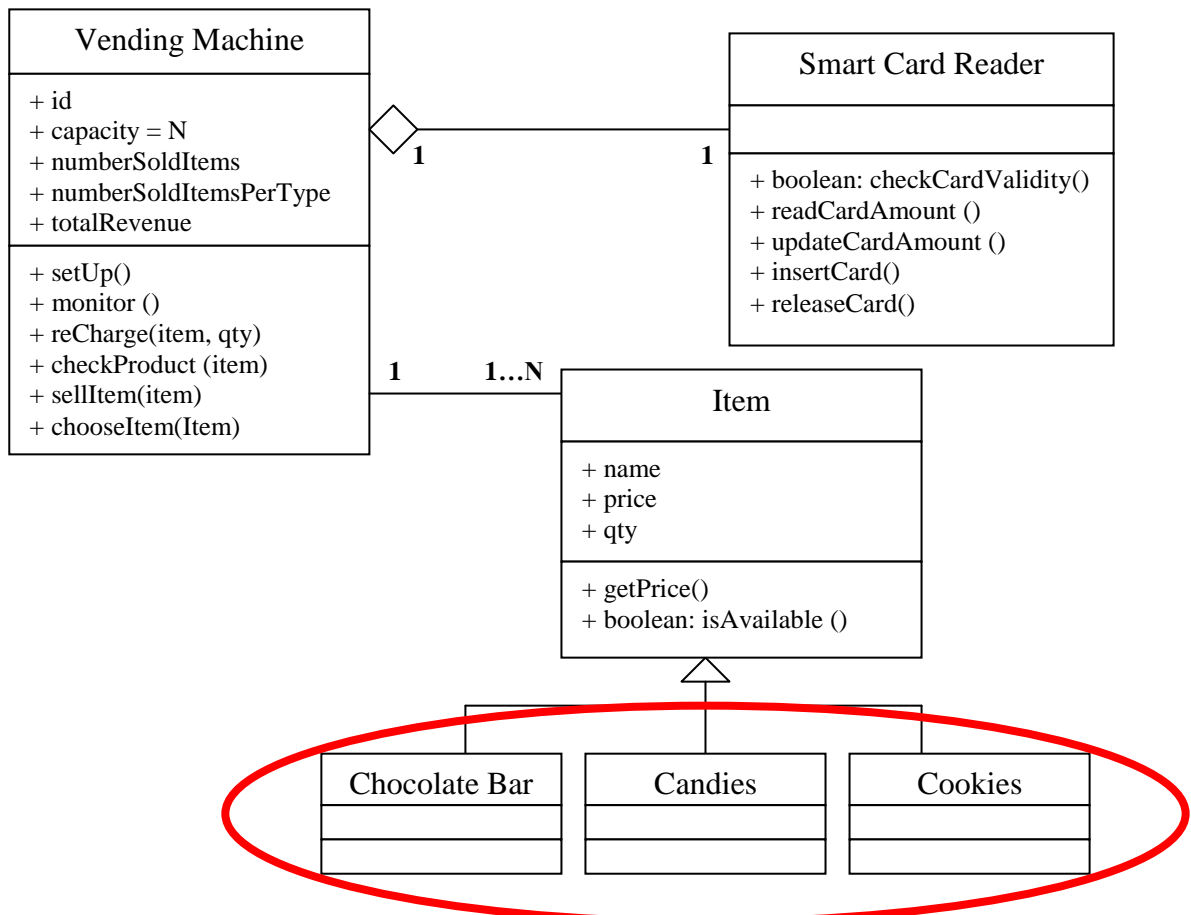 Vending Machine
+ id
+ capacity = N
+ numberSoldItems
+ numberSoldItemsPerType
+ totalRevenue
+ setUp()
+ monitor ()
+ reCharge(item, qty)
+ checkProduct (item)
+ sellItem(item)
+ chooseItem(Item)
1
1
Smart Card Reader
+ boolean: checkCardValidity()
+ readCardAmount ()
+ updateCardAmount ()
+ insertCard()
+ releaseCard()
1
1…N
Item
+ name
+ price
+ qty
+ getPrice()
+ boolean: isAvailable ()
Chocolate Bar
Candies
Cookies